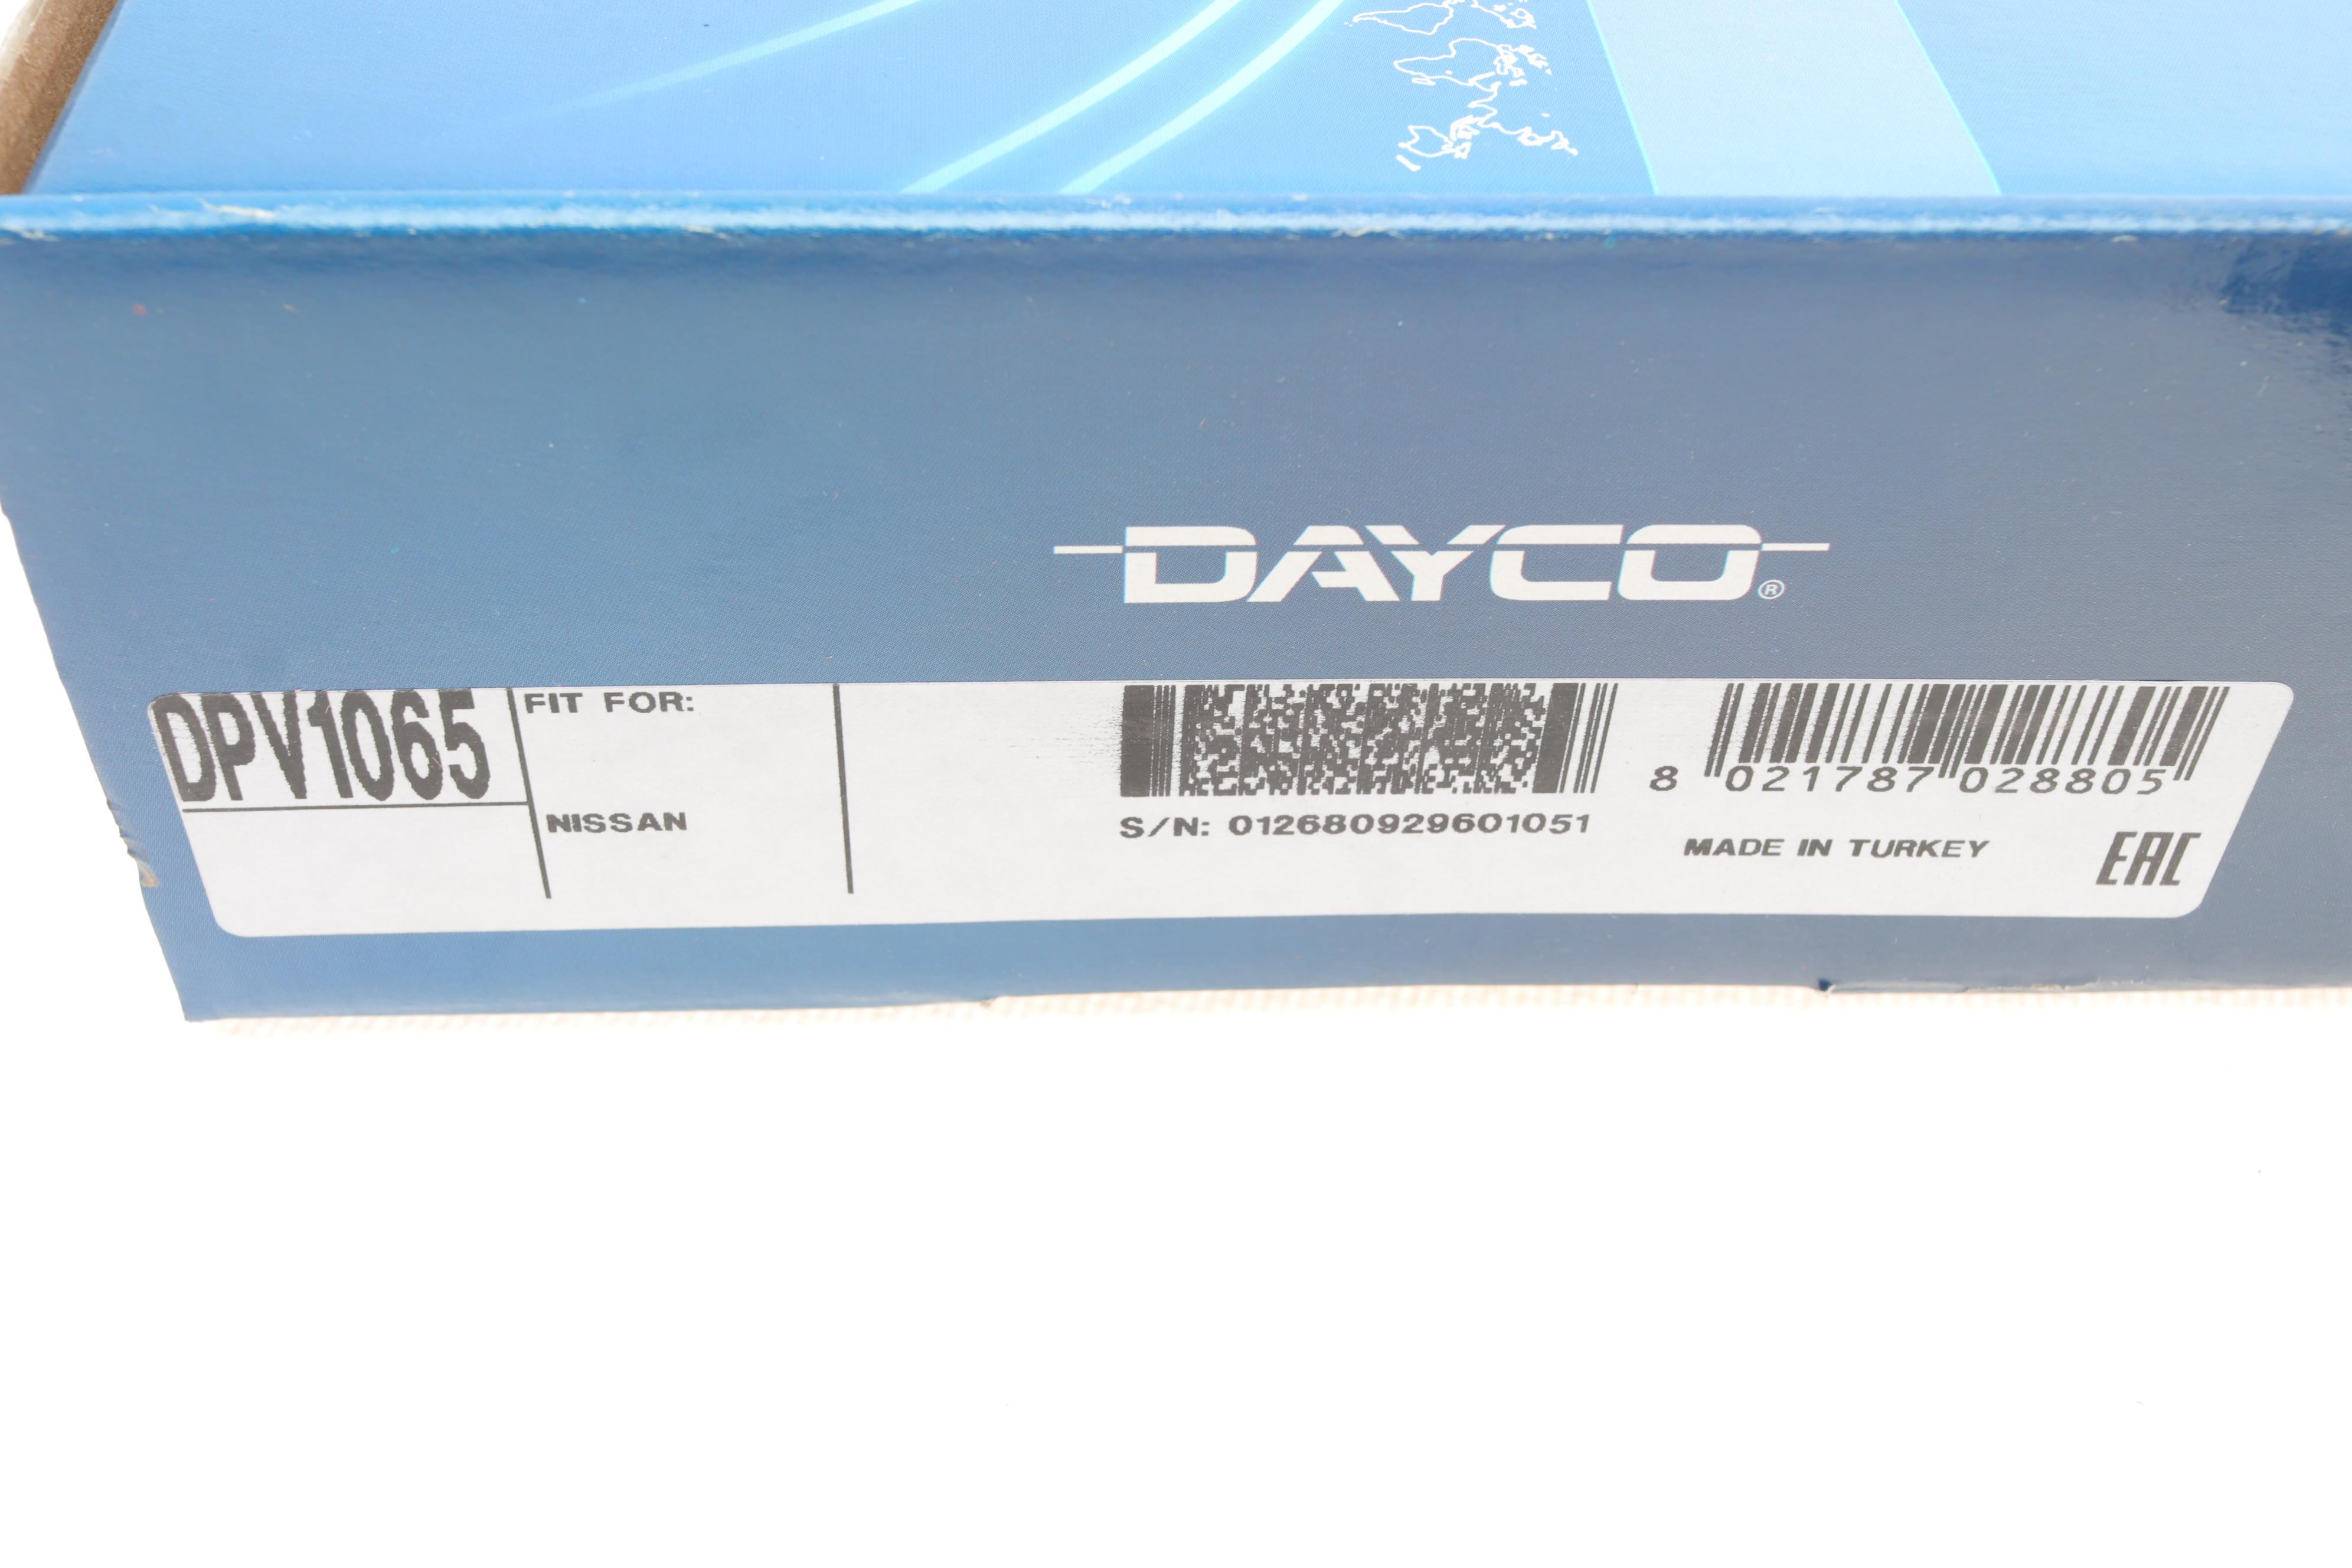 DAYCO®
DPV1065
FIT FOR:
NISSAN
S/N: 012680929601051
8 021787 028805
MADE IN TURKEY
EAC